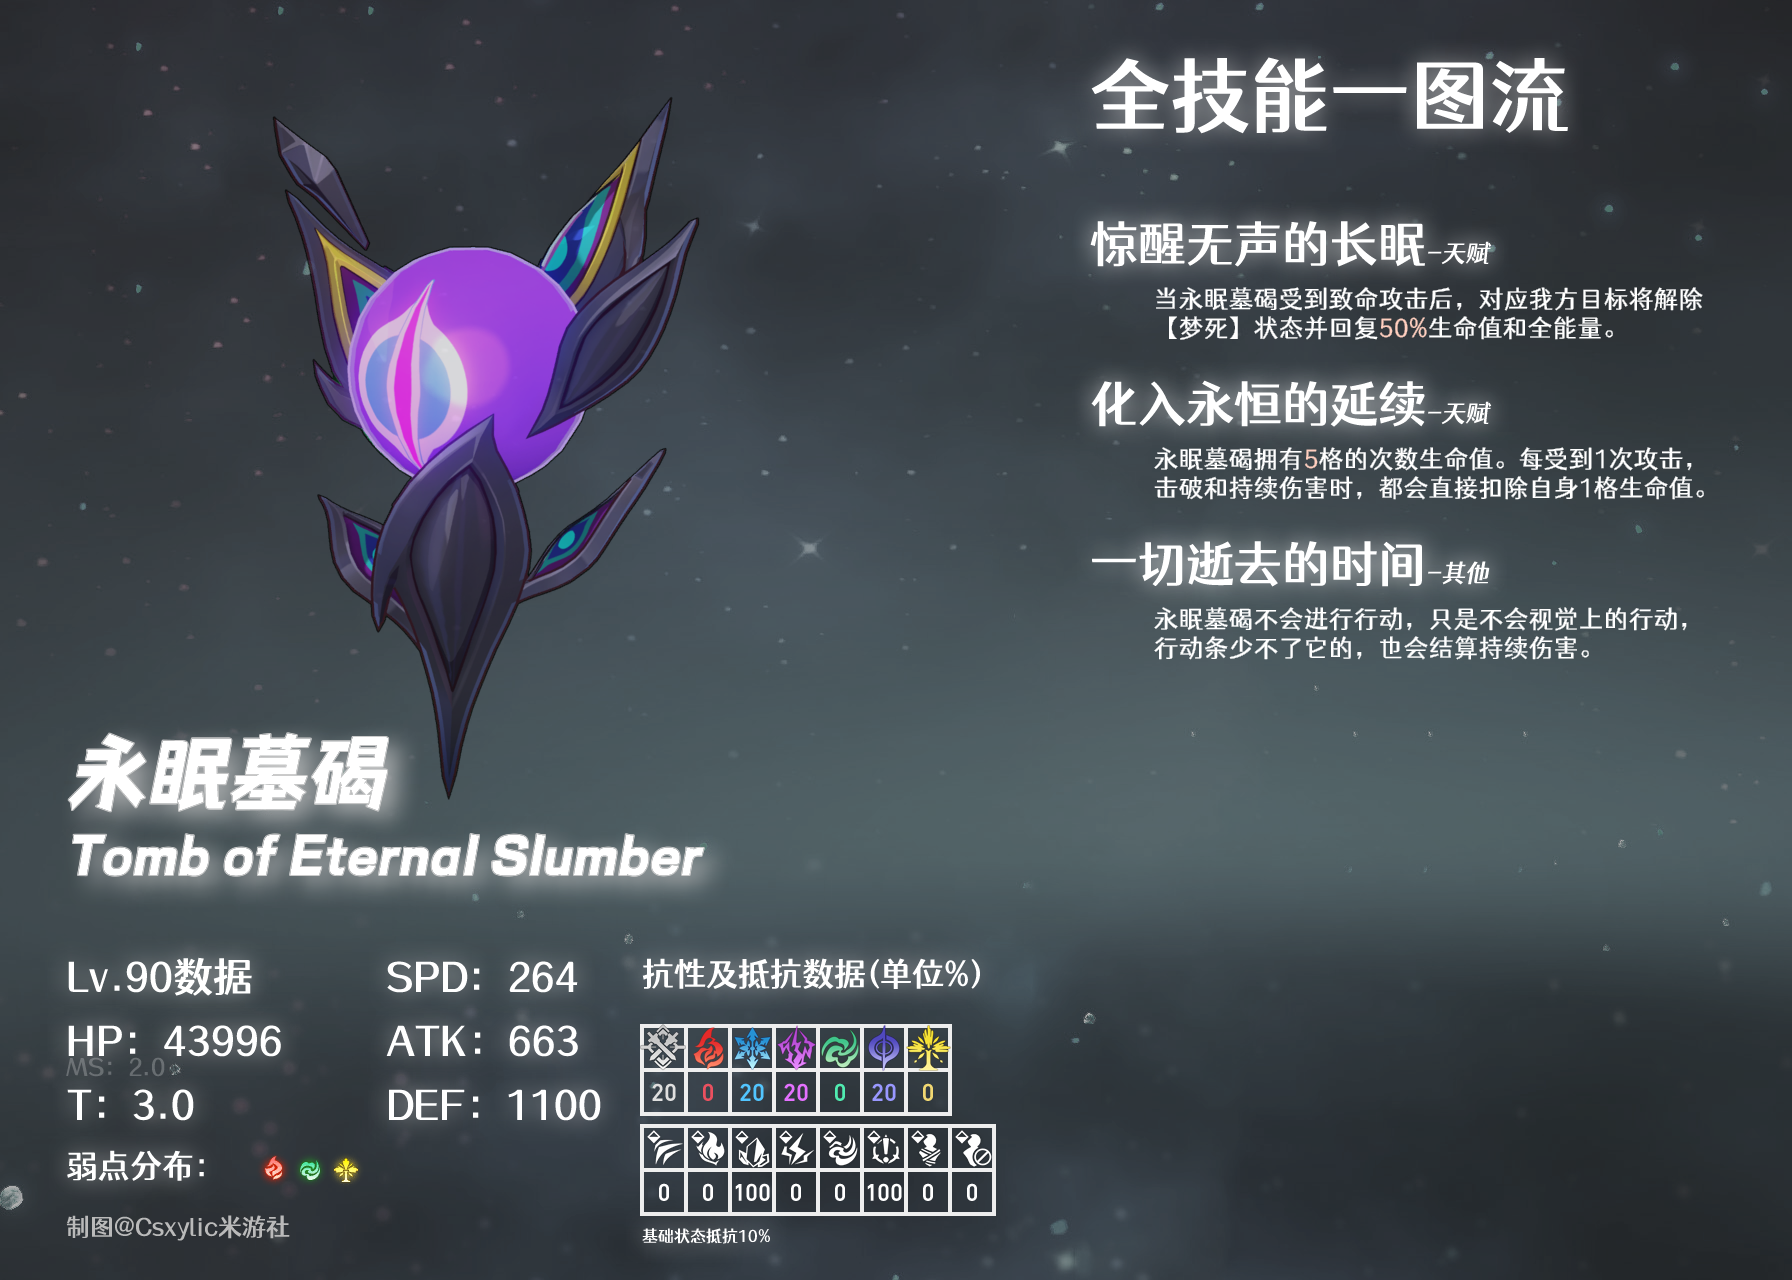 全技能一图流
惊醒无声的长眠-天赋
当永眠墓碣受到致命攻击后，对应我方目标将解除
【梦死】状态并回复50%生命值和全能量。
化入永恒的延续-天赋
永眠墓碣拥有5格的次数生命值。每受到1次攻击，
击破和持续伤害时，都会直接扣除自身1格生命值。
一切逝去的时间-其他
永眠墓碣不会进行行动，只是不会视觉上的行动，
行动条少不了它的，也会结算持续伤害。
永眠墓碣
Tomb of Eternal Slumber
Lv.90数据
SPD：264
HP：43996
ATK：663
MS：2.0
T：3.0
DEF：1100
弱点分布：
制图@Csxylic米游社
抗性及抵抗数据(单位%)
20 0 20 20 0 20 0
0 0 100 0 0 100 0 0
基础状态抵抗10%